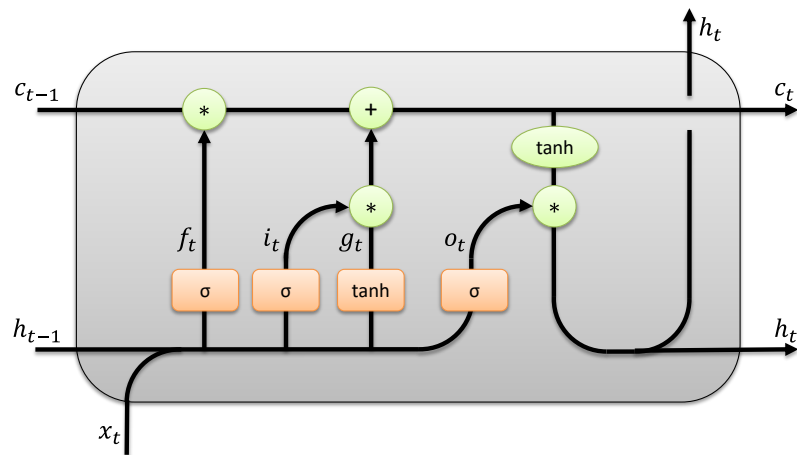 h_t
c_{t-1} * + c_t
tanh
* *
f_t i_t g_t o_t
σ σ tanh σ
h_{t-1} h_t
x_t